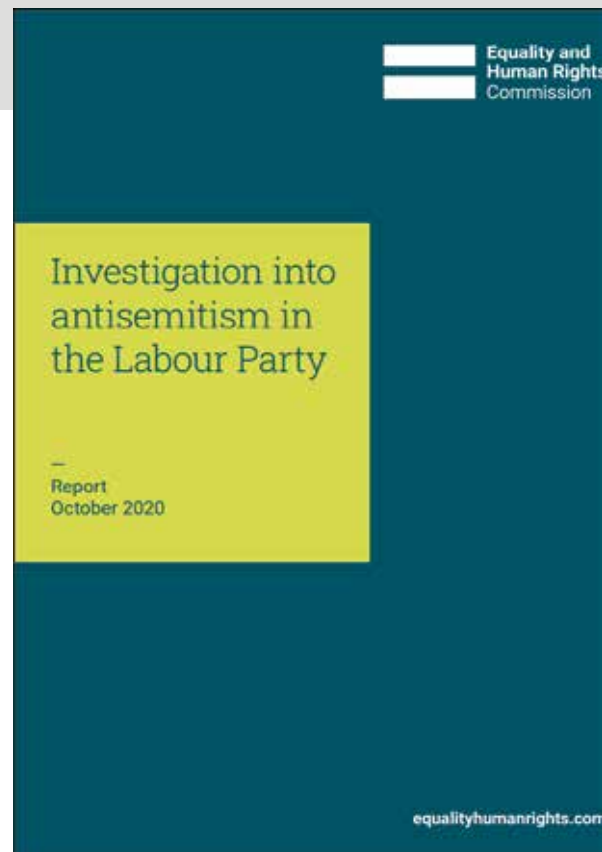 Equality and
Human Rights
Commission
Investigation into
antisemitism in
the Labour Party
–
Report
October 2020
equalityhumanrights.com